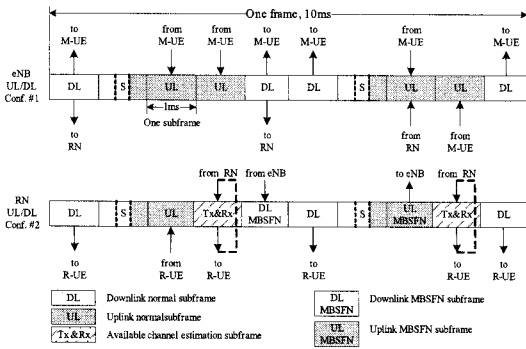 One frame, 10ms
to M-UE
from M-UE
from M-UE
to M-UE
to M-UE
from M-UE
to M-UE
eNB UL/DL Conf. #1
DL
S
UL
UL
DL
DL
UL
UL
DL
1ms
One subframe
to RN
to RN
from RN
from M-UE
from RN
from eNB
to eNB
from RN
RN UL/DL Conf. #2
DL
S
UL
Tx&Rx
DL MBSFN
DL
UL MBSFN
Tx&Rx
DL
to R-UE
from R-UE
to R-UE
to R-UE
to R-UE
to R-UE
DL
Downlink normal subframe
DL MBSFN
Downlink MBSFN subframe
UL
Uplink normalsubframe
UL MBSFN
Uplink MBSFN subframe
Tx&Rx
Available channel estimation subframe